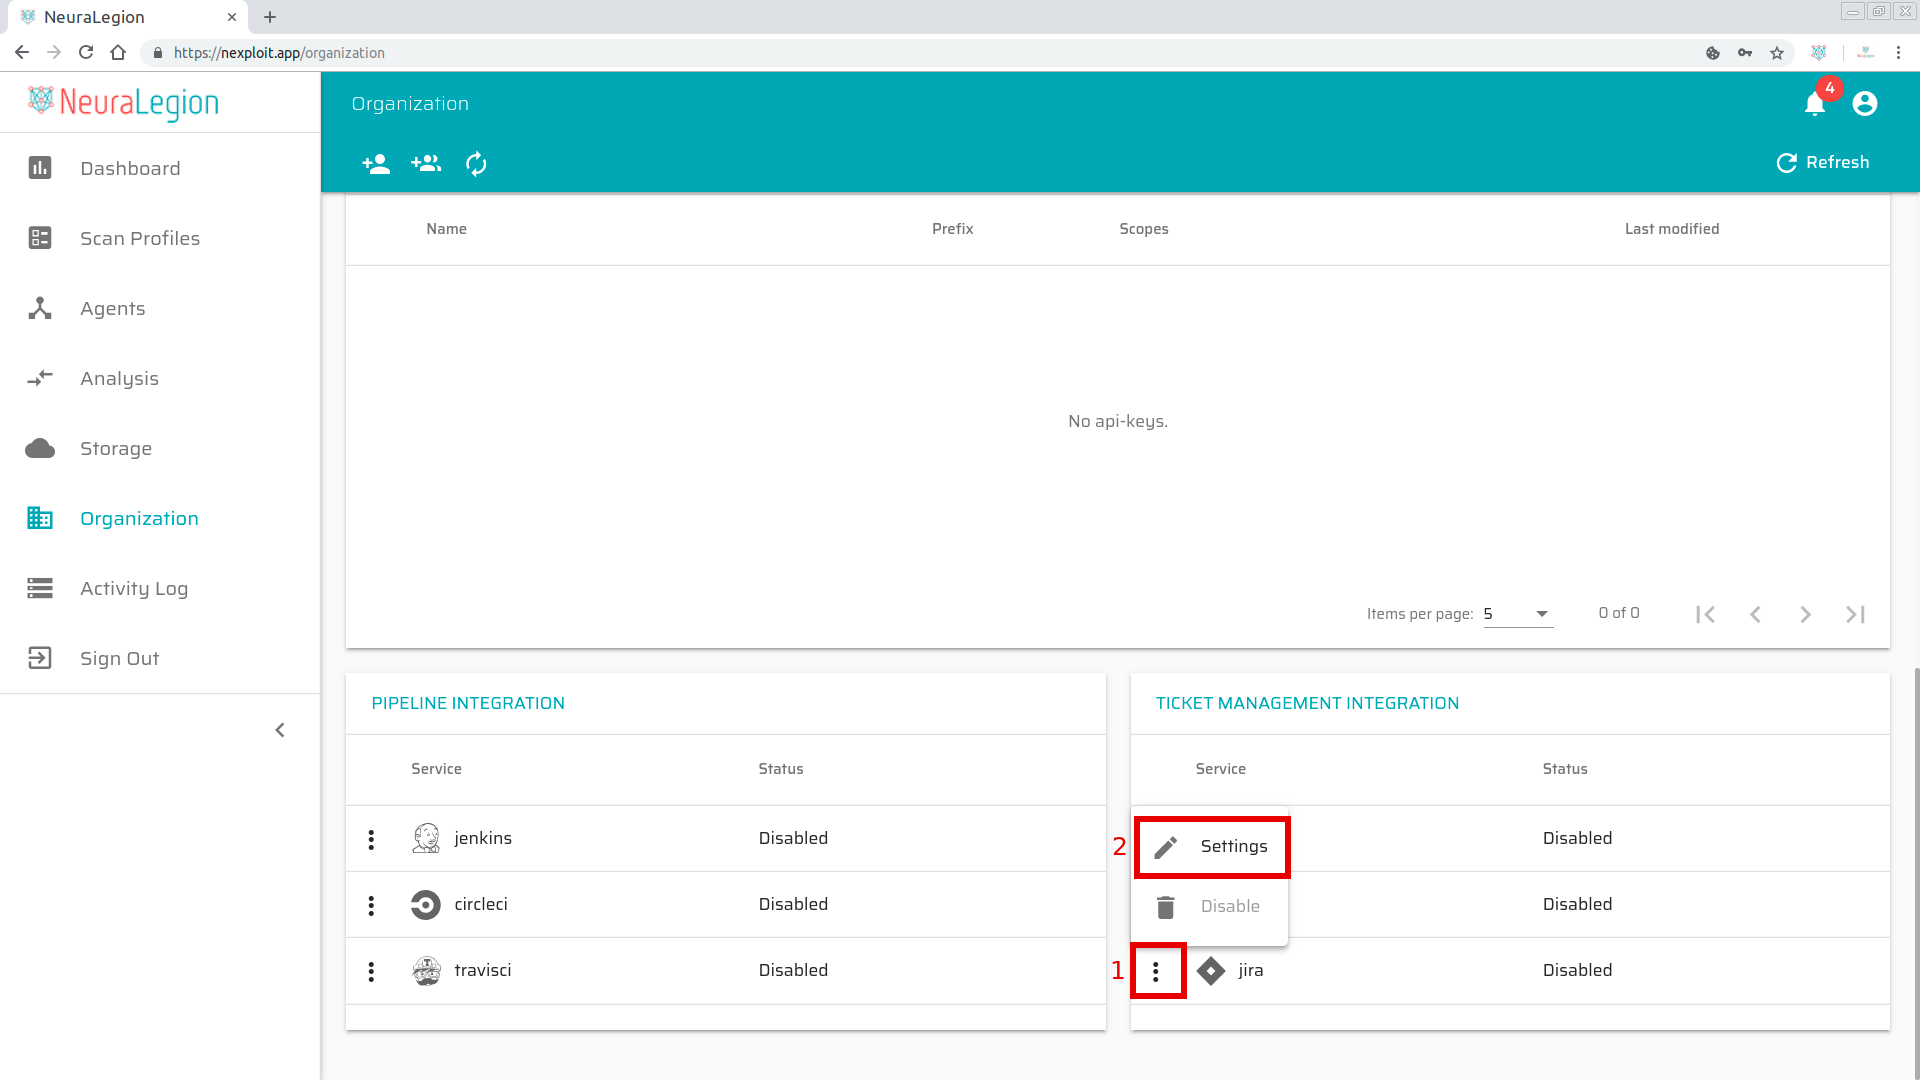 NeuraLegion
https://nexploit.app/organization
NeuraLegion
Organization
4
Refresh
Dashboard
Scan Profiles
Agents
Analysis
Storage
Organization
Activity Log
Sign Out
Name Prefix Scopes Last modified
No api-keys.
Items per page: 5 0 of 0
PIPELINE INTEGRATION
Service Status
jenkins Disabled
circleci Disabled
travisci Disabled
TICKET MANAGEMENT INTEGRATION
Service Status
2 Settings Disabled
Disable Disabled
1 jira Disabled